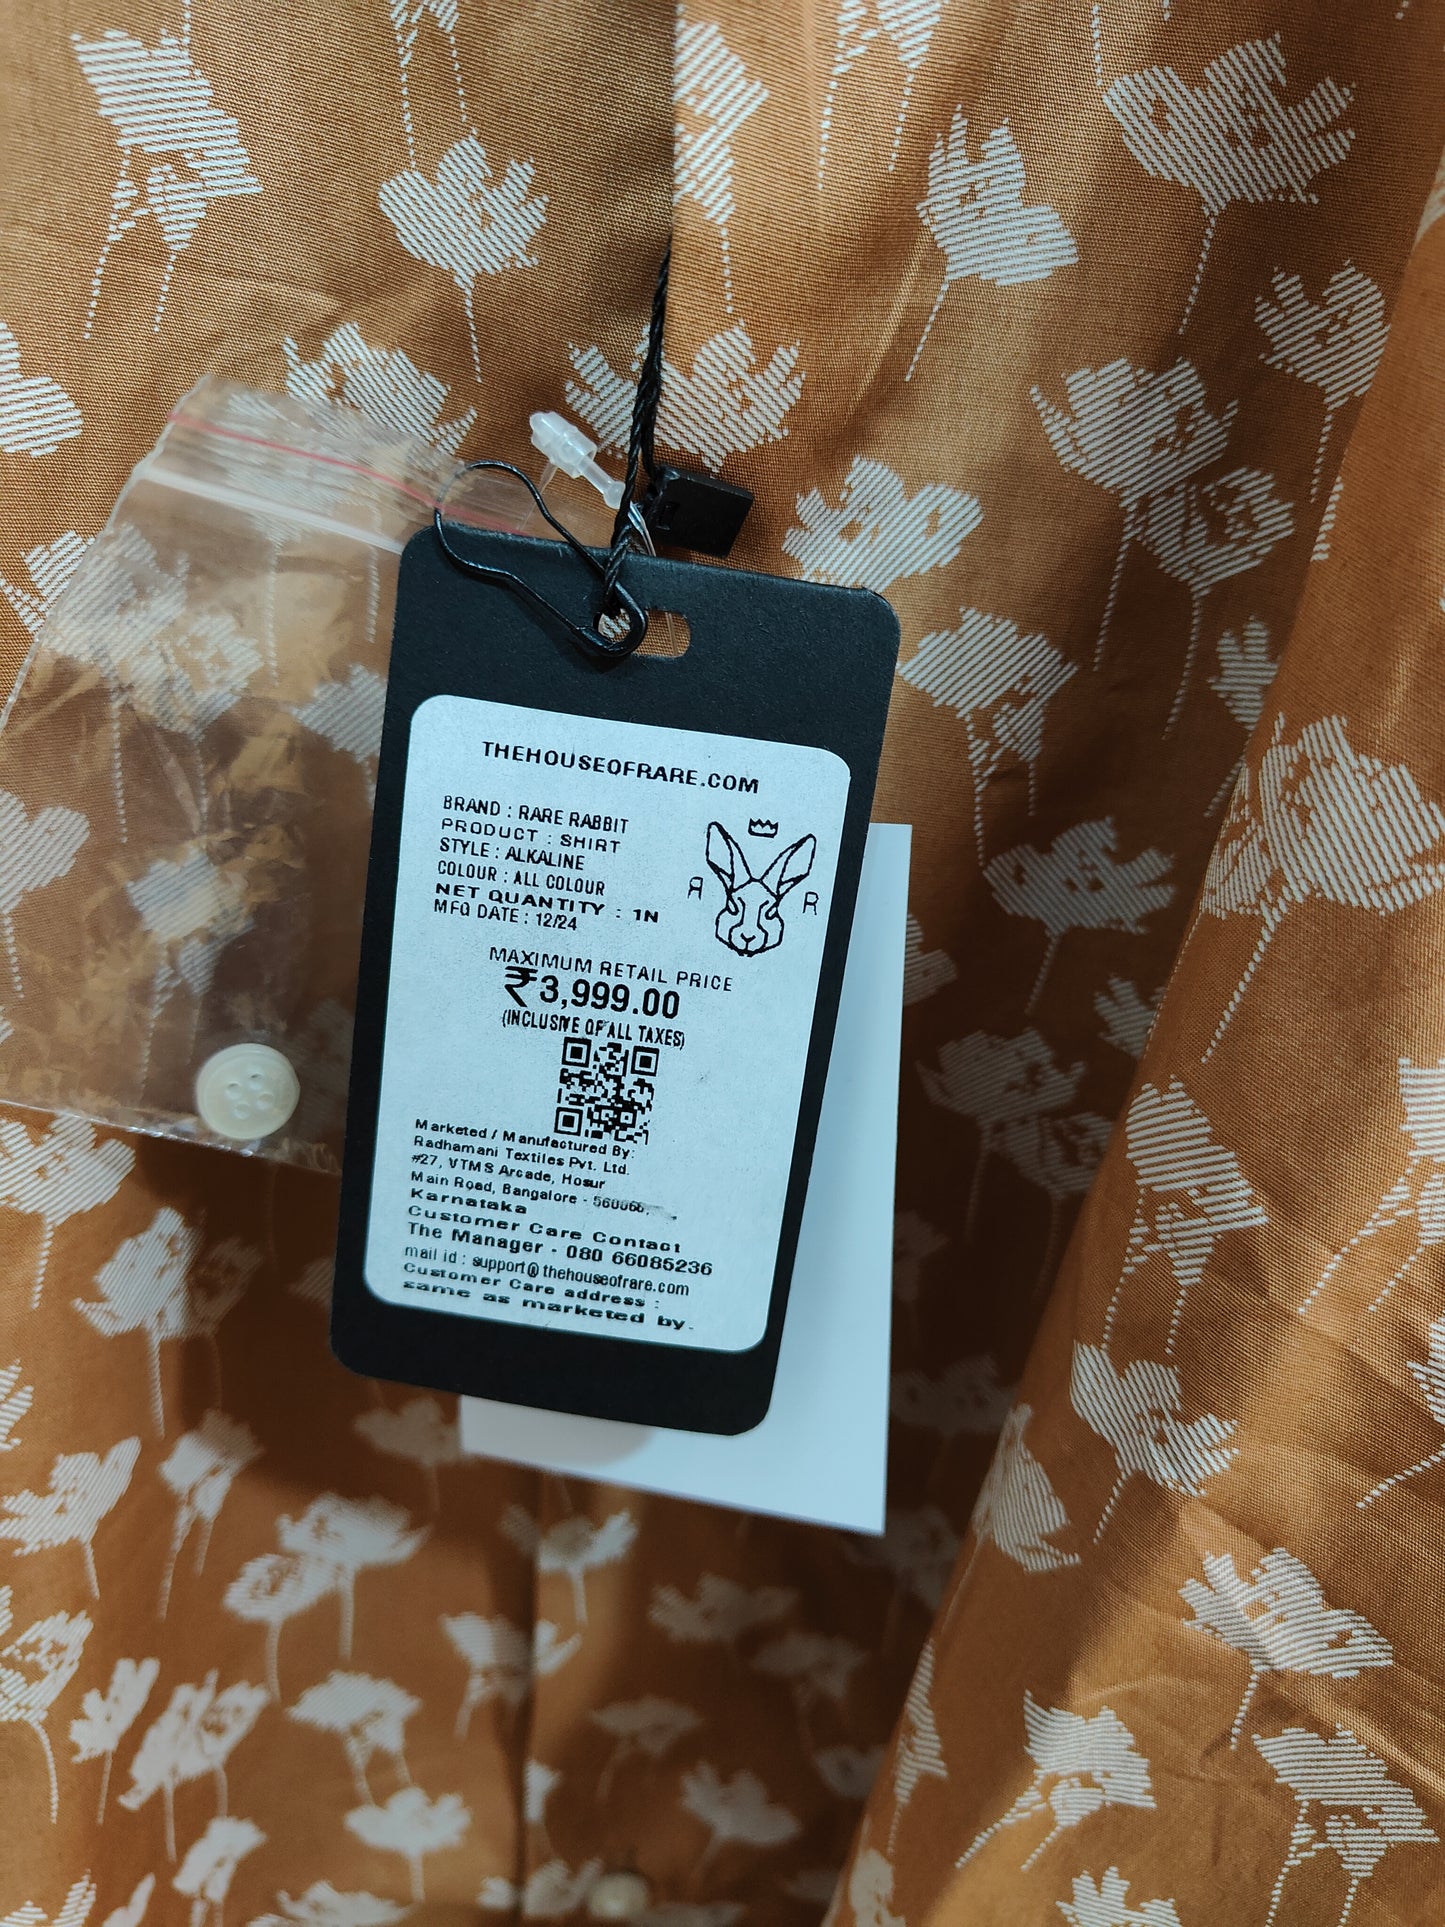 THEHOUSEOFRARE.COM
BRAND : RARE RABBIT
PRODUCT : SHIRT
STYLE : ALKALINE
COLOUR : ALL COLOUR
NET QUANTITY : 1N
MFG DATE : 12/24
R R
MAXIMUM RETAIL PRICE
₹3,999.00
(INCLUSIVE OF ALL TAXES)
Marketed / Manufactured By:
Radhamani Textiles Pvt. Ltd.
#27, VTMS Arcade, Hosur
Main Road, Bangalore - 560068,
Karnataka
Customer Care Contact
The Manager - 080 66085236
mail id : support@thehouseofrare.com
Customer Care address :
same as marketed by.